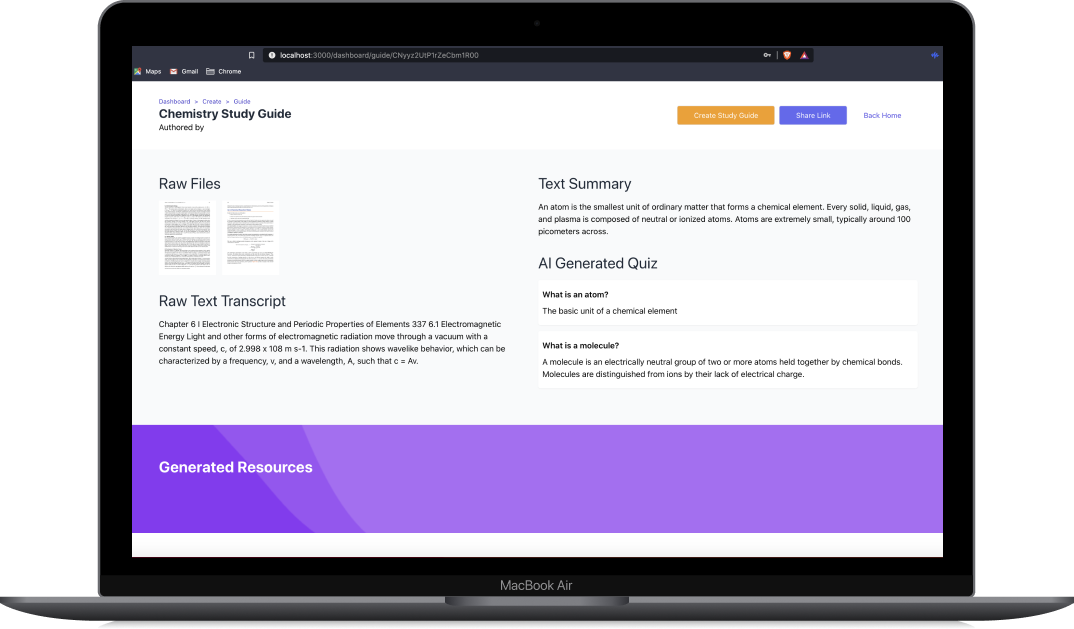 localhost:3000/dashboard/guide/CNyyz2UtP1rZeCbm1R00
Maps Gmail Chrome
Dashboard > Create > Guide
Chemistry Study Guide
Authored by
Create Study Guide Share Link Back Home
Raw Files
Raw Text Transcript
Chapter 6 I Electronic Structure and Periodic Properties of Elements 337 6.1 Electromagnetic
Energy Light and other forms of electromagnetic radiation move through a vacuum with a
constant speed, c, of 2.998 x 108 m s-1. This radiation shows wavelike behavior, which can be
characterized by a frequency, v, and a wavelength, A, such that c = Av.
Text Summary
An atom is the smallest unit of ordinary matter that forms a chemical element. Every solid, liquid, gas,
and plasma is composed of neutral or ionized atoms. Atoms are extremely small, typically around 100
picometers across.
AI Generated Quiz
What is an atom?
The basic unit of a chemical element
What is a molecule?
A molecule is an electrically neutral group of two or more atoms held together by chemical bonds.
Molecules are distinguished from ions by their lack of electrical charge.
Generated Resources
MacBook Air